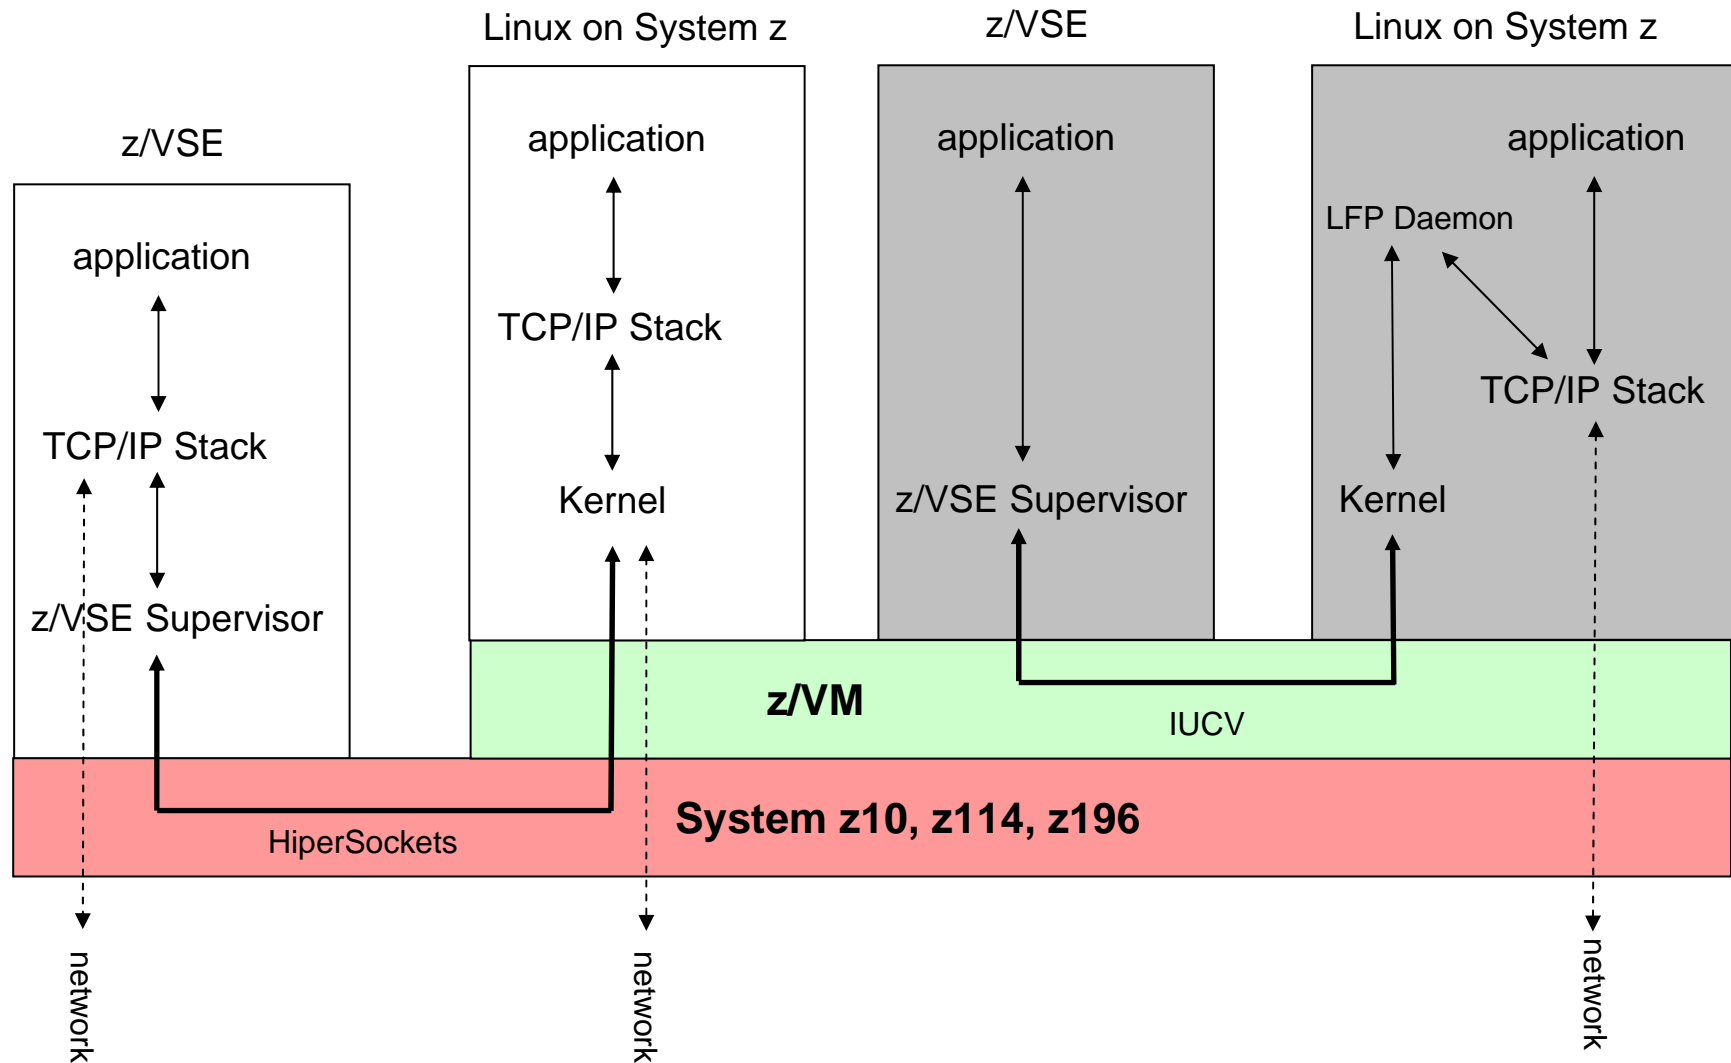 Linux on System z
z/VSE
Linux on System z
z/VSE
application
TCP/IP Stack
z/VSE Supervisor
application
TCP/IP Stack
Kernel
application
z/VSE Supervisor
application
LFP Daemon
TCP/IP Stack
Kernel
z/VM
IUCV
System z10, z114, z196
HiperSockets
network
network
network